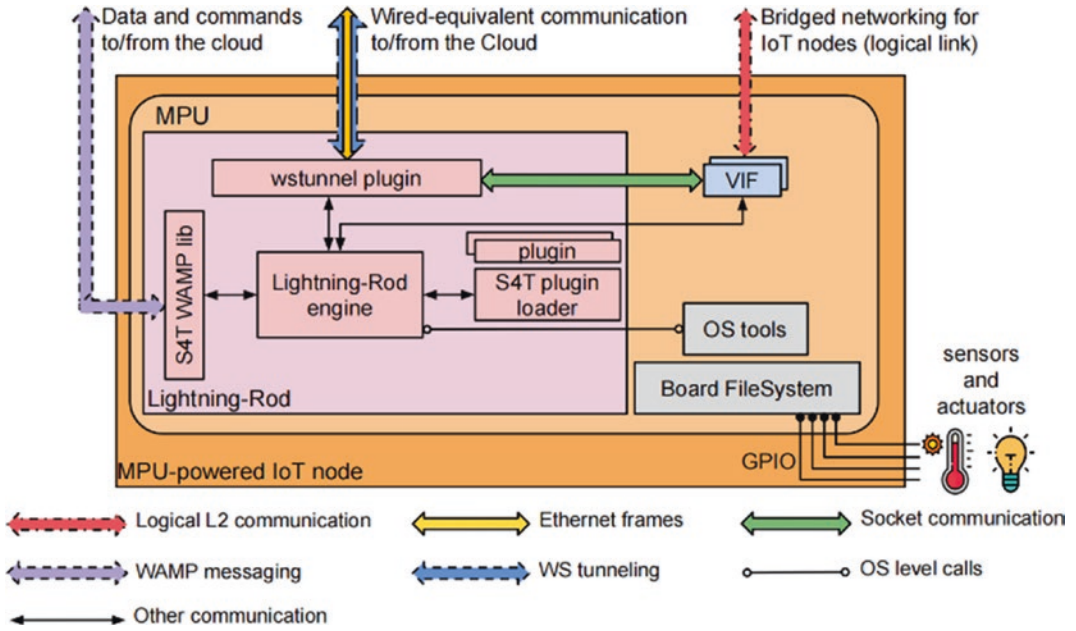 Data and commands
to/from the cloud
Wired-equivalent communication
to/from the Cloud
Bridged networking for
IoT nodes (logical link)
MPU
wstunnel plugin
VIF
S4T WAMP lib
Lightning-Rod
engine
plugin
S4T plugin
loader
OS tools
Board FileSystem
Lightning-Rod
sensors
and
actuators
GPIO
MPU-powered IoT node
Logical L2 communication
Ethernet frames
Socket communication
WAMP messaging
WS tunneling
OS level calls
Other communication